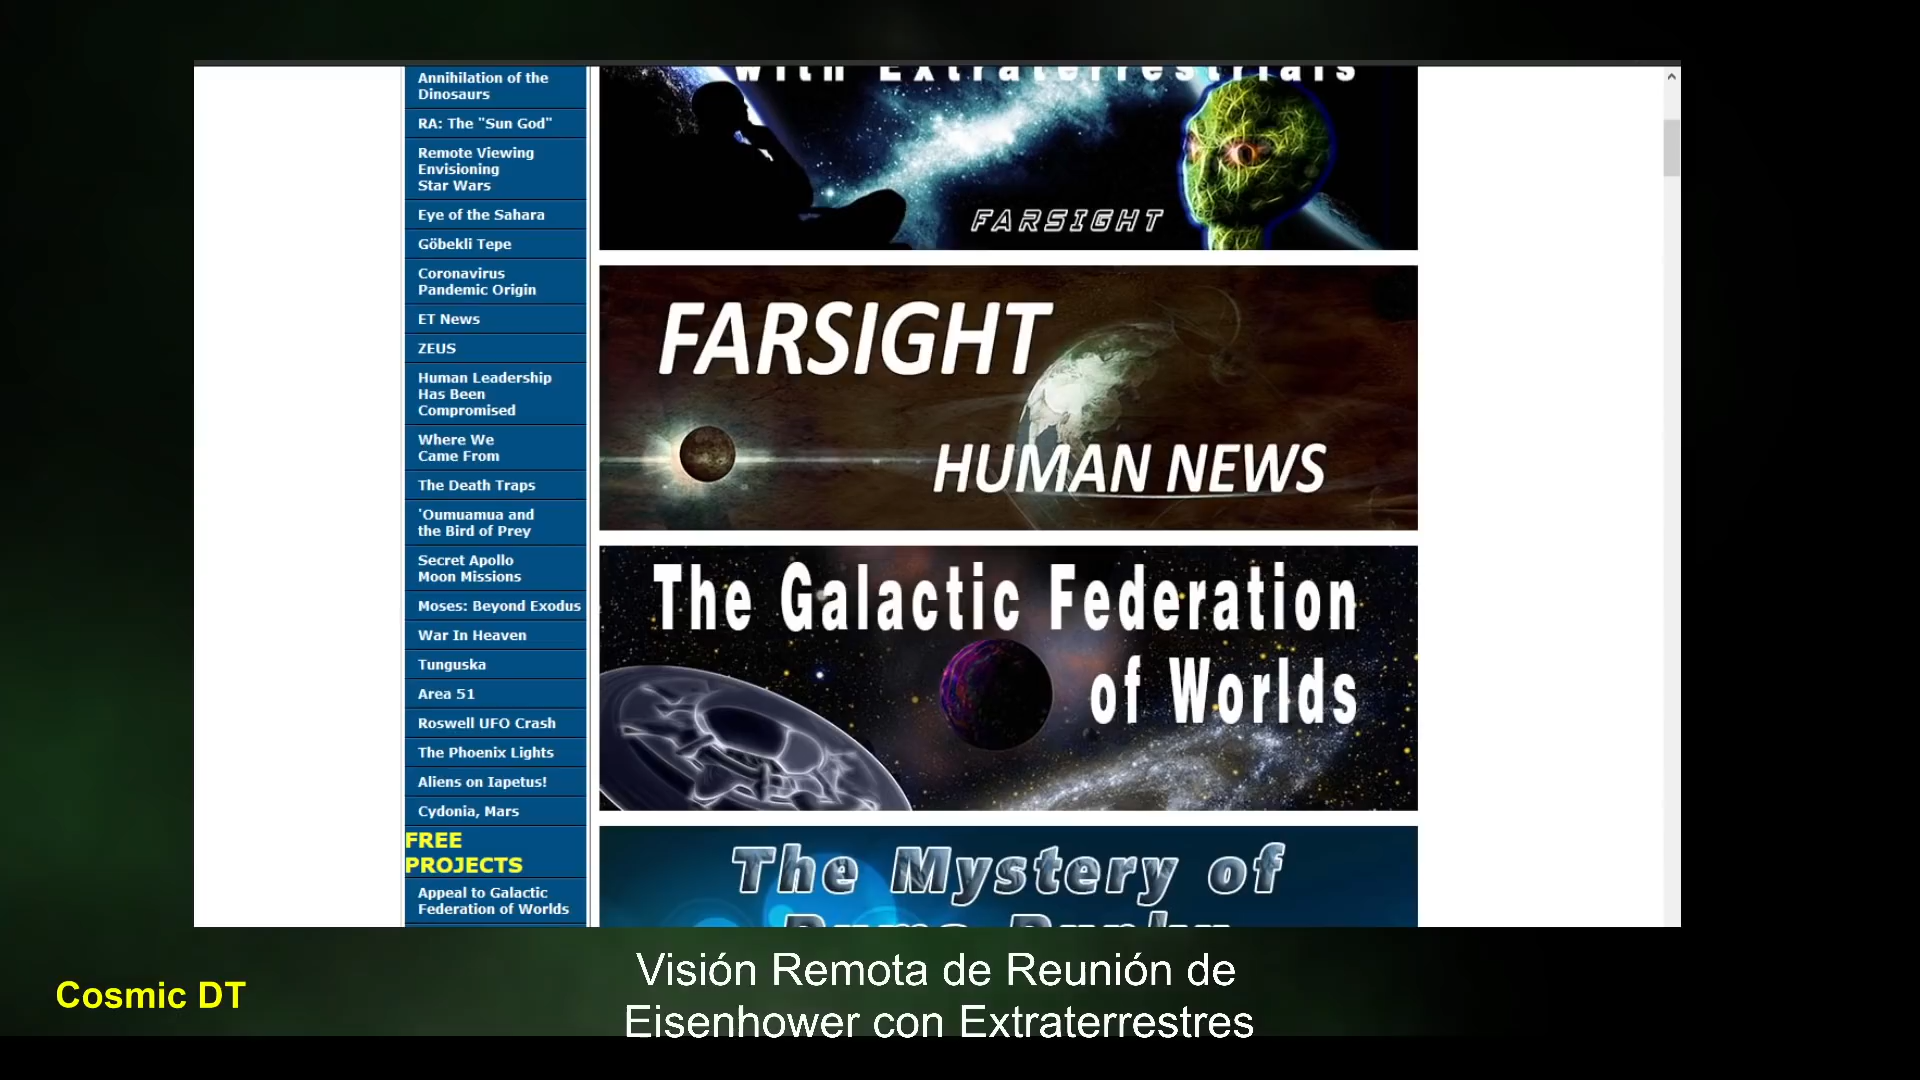 Annihilation of the
Dinosaurs
RA: The "Sun God"
Remote Viewing
Envisioning
Star Wars
Eye of the Sahara
Göbekli Tepe
Coronavirus
Pandemic Origin
ET News
ZEUS
Human Leadership
Has Been
Compromised
Where We
Came From
The Death Traps
'Oumuamua and
the Bird of Prey
Secret Apollo
Moon Missions
Moses: Beyond Exodus
War In Heaven
Tunguska
Area 51
Roswell UFO Crash
The Phoenix Lights
Aliens on Iapetus!
Cydonia, Mars
FREE
PROJECTS
Appeal to Galactic
Federation of Worlds
with Extraterrestrials
FARSIGHT
FARSIGHT
HUMAN NEWS
The Galactic Federation
of Worlds
The Mystery of
Cosmic DT
Visión Remota de Reunión de
Eisenhower con Extraterrestres